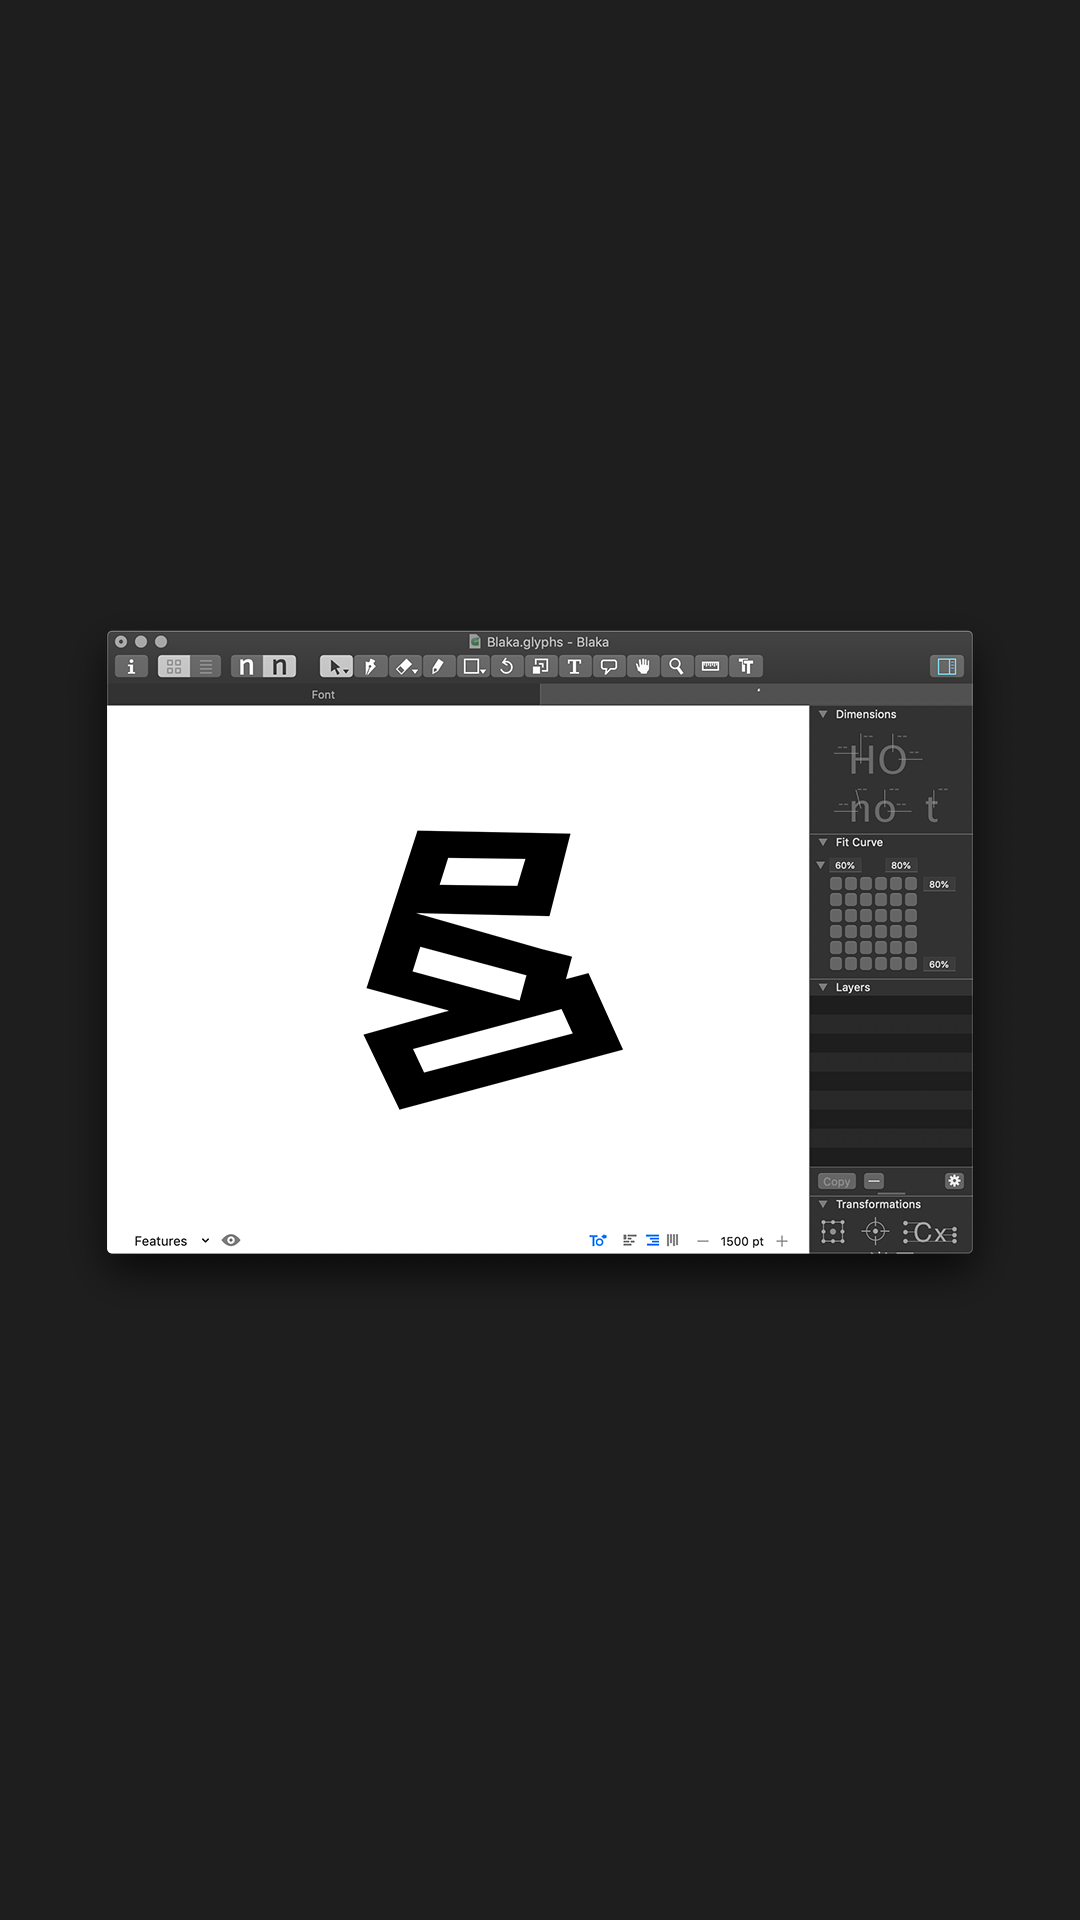 Blaka.glyphs - Blaka
n n T T
Font
Dimensions
HO
no t
Fit Curve
60% 80%
80%
60%
Layers
Copy
Transformations
Cx
Features To 1500 pt